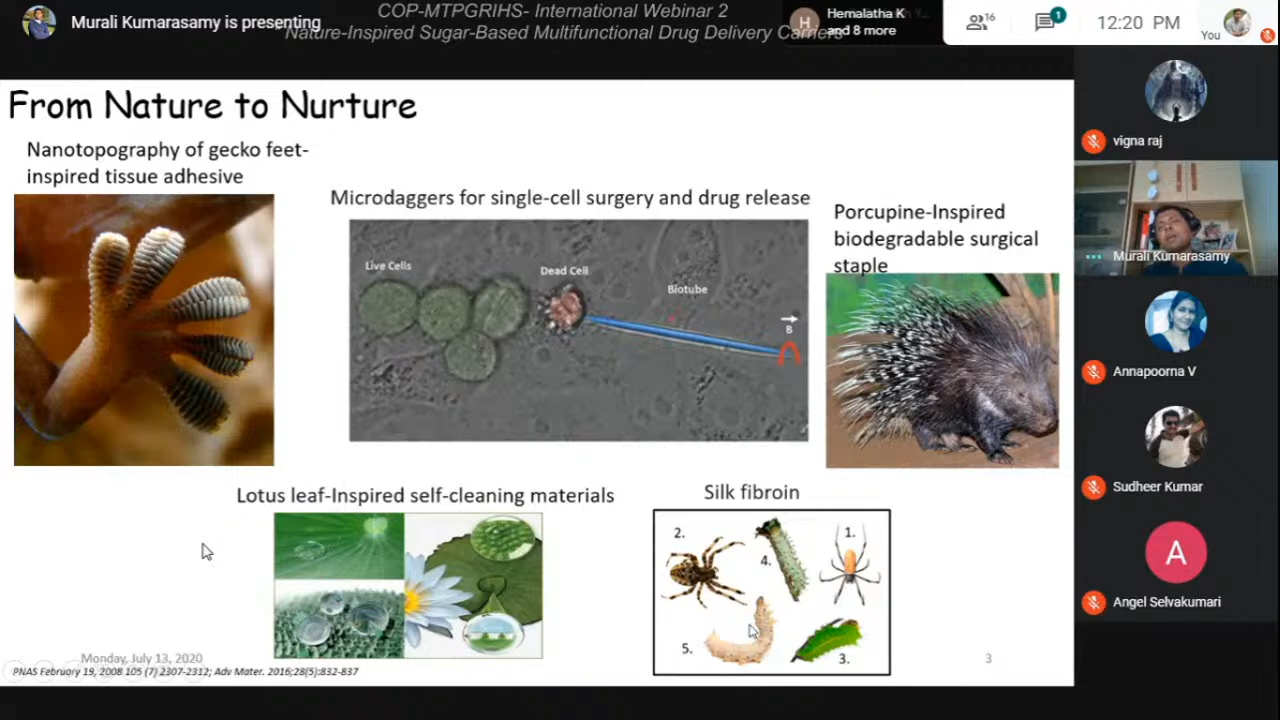 Murali Kumarasamy is presenting
COP-MTPGRIHS- International Webinar 2
Nature-Inspired Sugar-Based Multifunctional Drug Delivery Carriers
H
Hemalatha K
and 8 more
16
1
12:20 PM
You
From Nature to Nurture
Nanotopography of gecko feet-
inspired tissue adhesive
Microdaggers for single-cell surgery and drug release
Live Cells
Dead Cell
Biotube
B
Porcupine-Inspired
biodegradable surgical
staple
Lotus leaf-Inspired self-cleaning materials
Silk fibroin
2.
4.
1.
5.
3.
Monday, July 13, 2020
3
PNAS February 19, 2008 105 (7) 2307-2312; Adv Mater. 2016;28(5):832-837
vigna raj
Murali Kumarasamy
Annapoorna V
Sudheer Kumar
A
Angel Selvakumari